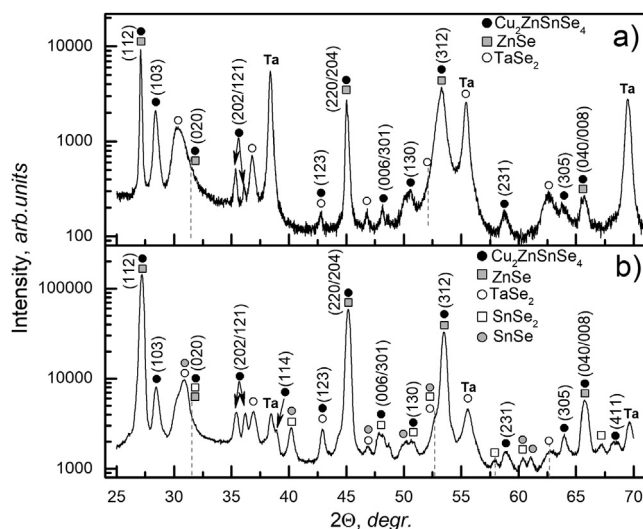 10000
1000
100
(112)
(103)
(020)
(202/121)
Ta
(123)
(220/204)
(006/301)
(130)
(312)
Ta
(231)
(305)
(040/008)
Ta
Cu2ZnSnSe4
ZnSe
TaSe2
a)
Intensity, arb.units
100000
10000
1000
(112)
(103)
(020)
(202/121)
Ta
(114)
(123)
(220/204)
(006/301)
(130)
(312)
Ta
(231)
(305)
(040/008)
(411)
Ta
Cu2ZnSnSe4
ZnSe
TaSe2
SnSe2
SnSe
b)
25 30 35 40 45 50 55 60 65 70
2Θ, degr.